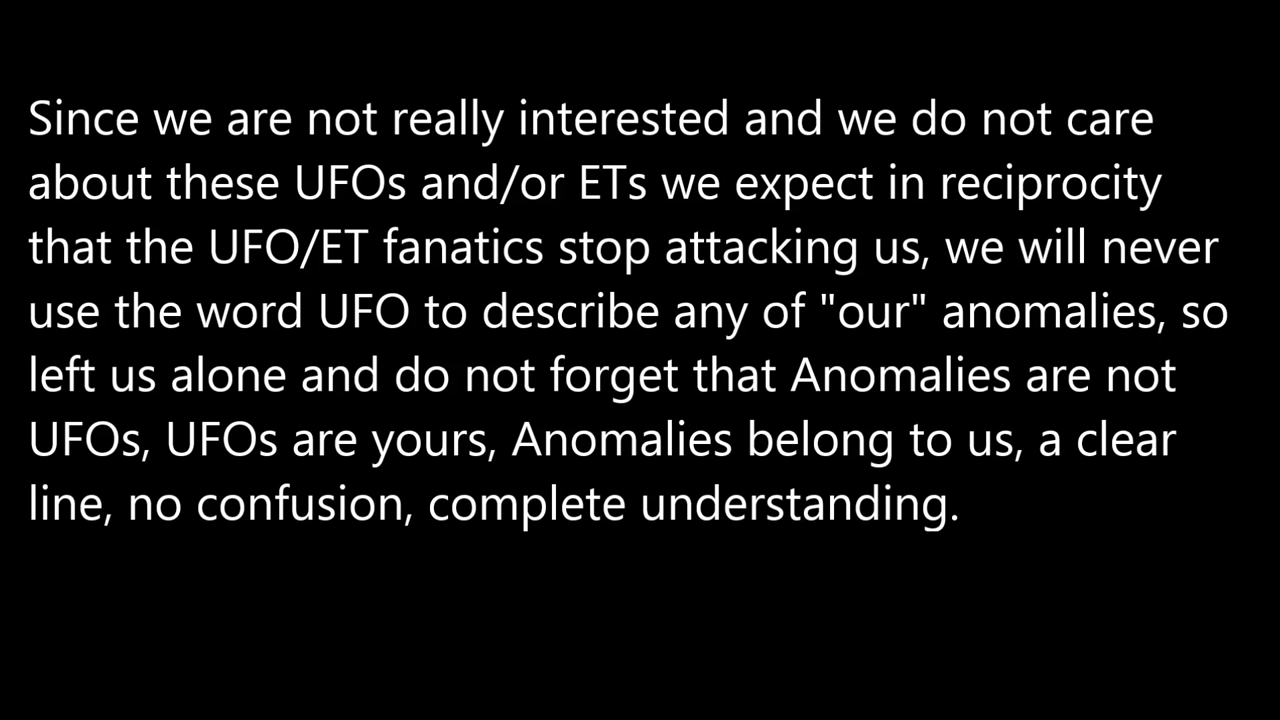 Since we are not really interested and we do not care
about these UFOs and/or ETs we expect in reciprocity
that the UFO/ET fanatics stop attacking us, we will never
use the word UFO to describe any of "our" anomalies, so
left us alone and do not forget that Anomalies are not
UFOs, UFOs are yours, Anomalies belong to us, a clear
line, no confusion, complete understanding.